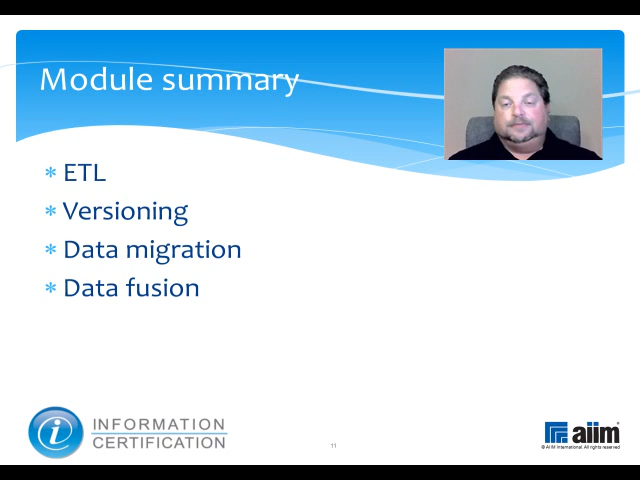 Module summary
* ETL
* Versioning
* Data migration
* Data fusion
i INFORMATION
CERTIFICATION
11
aiim
© AIIM International. All rights reserved